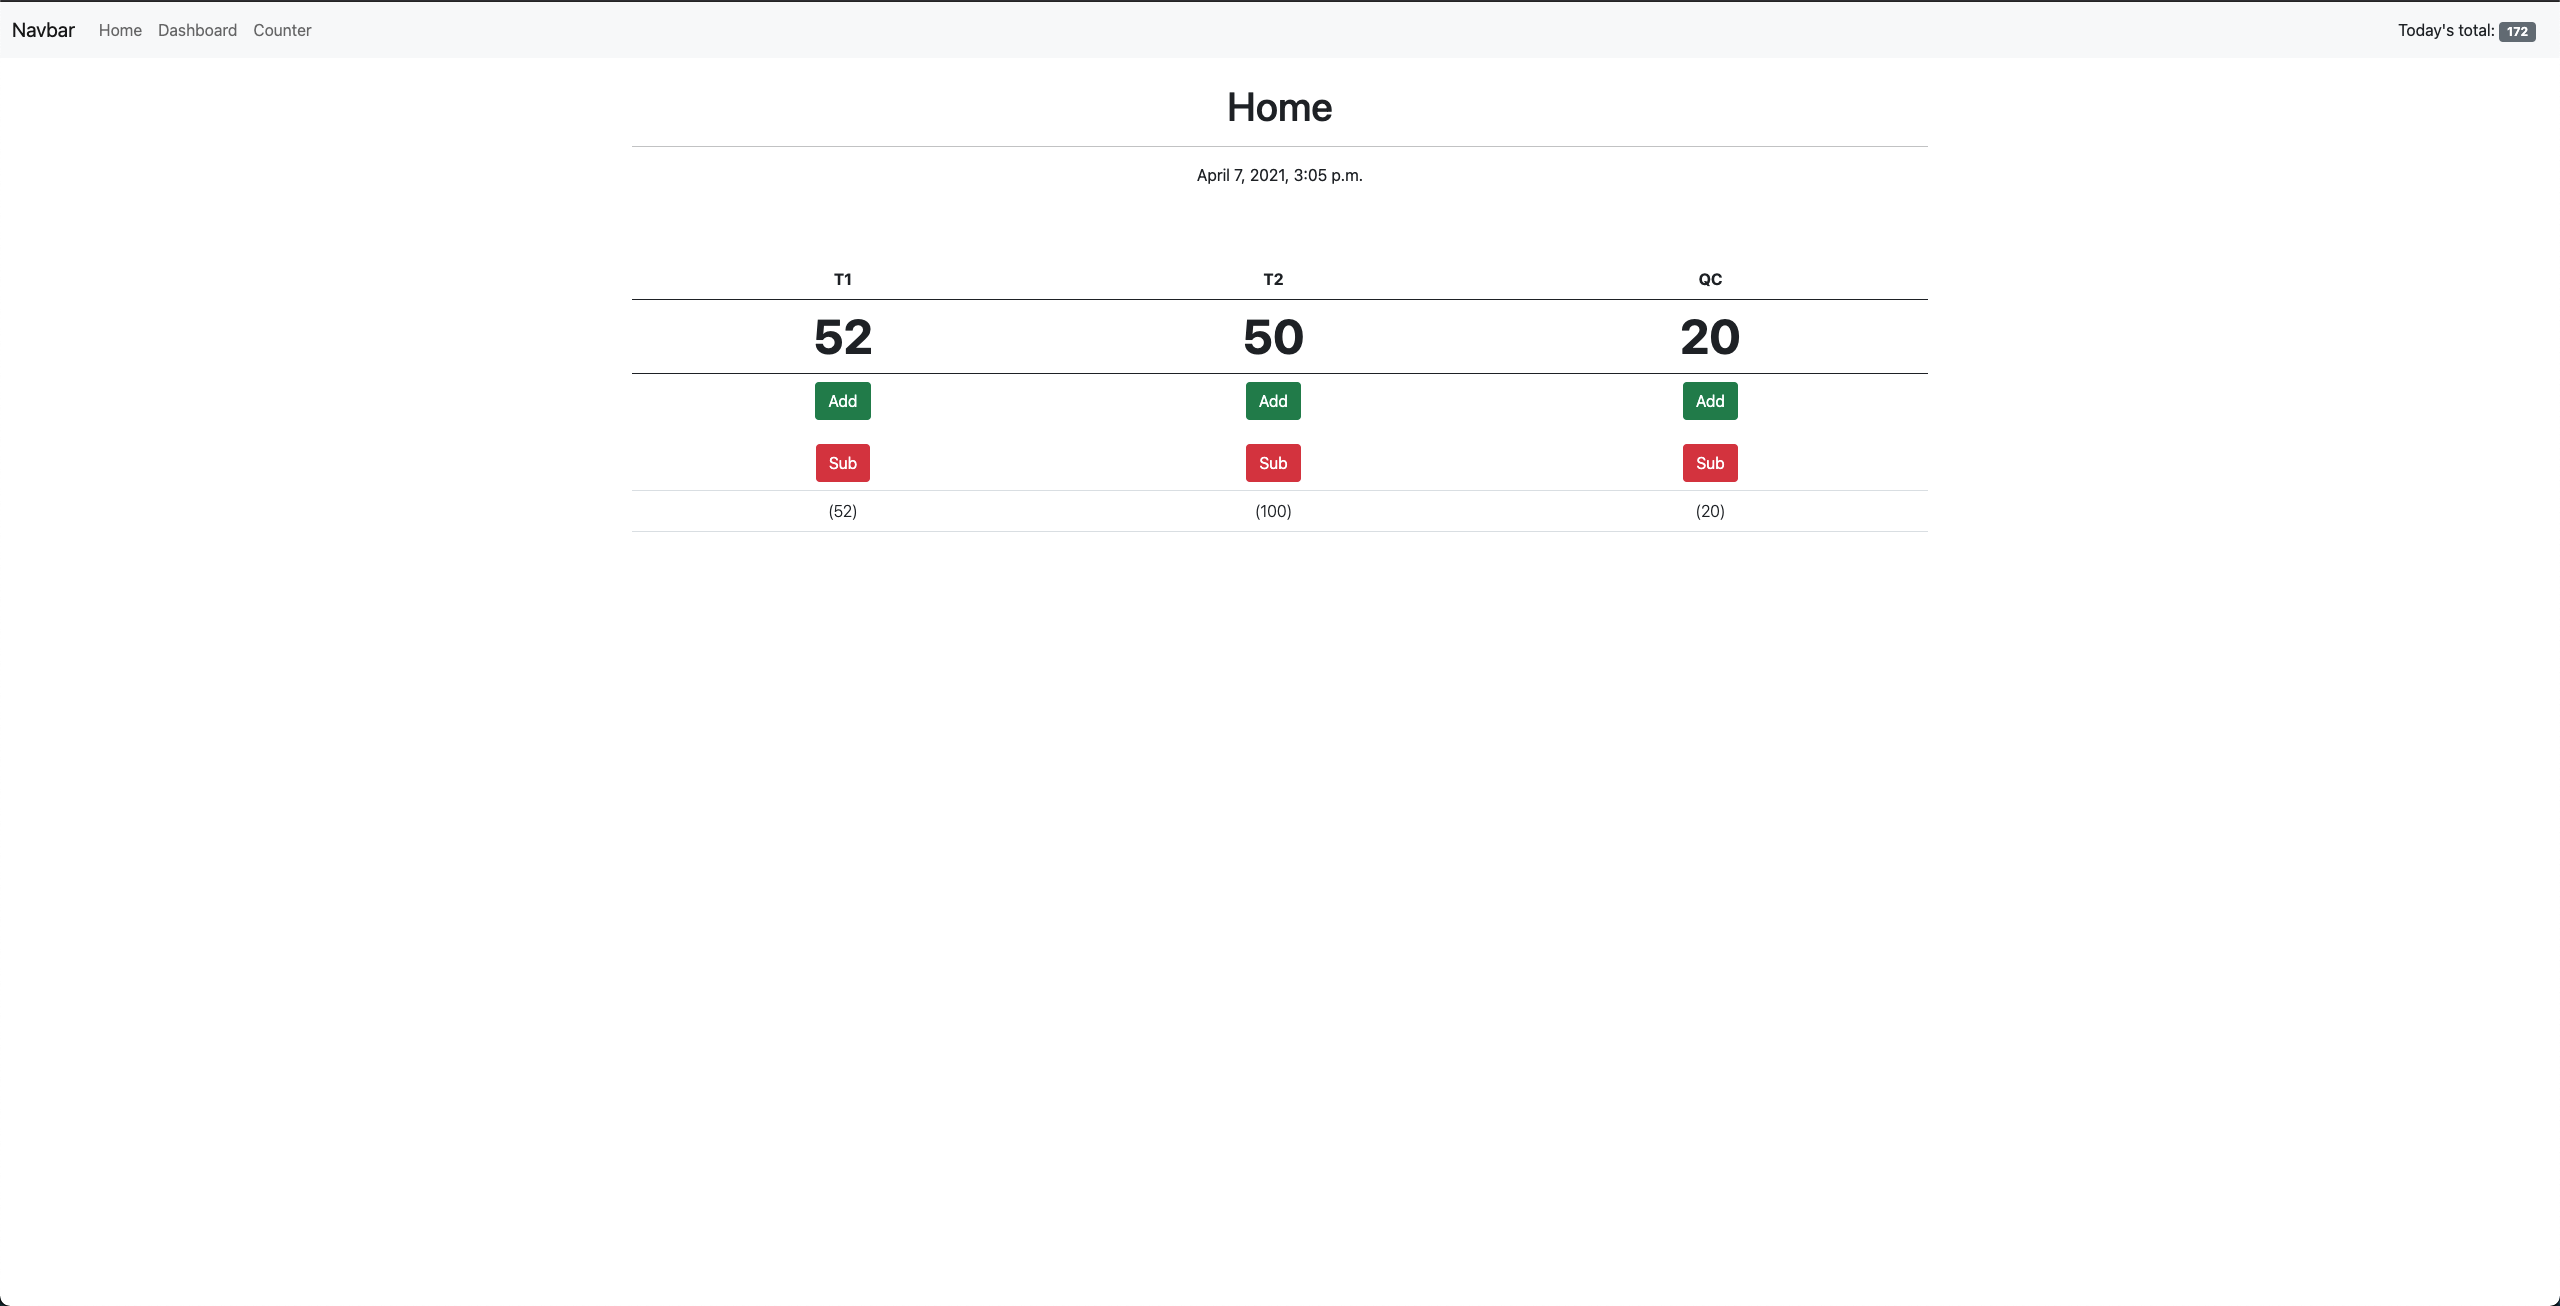 Navbar Home Dashboard Counter Today's total: 172
Home
April 7, 2021, 3:05 p.m.
T1 T2 QC
52 50 20
Add Add Add
Sub Sub Sub
(52) (100) (20)